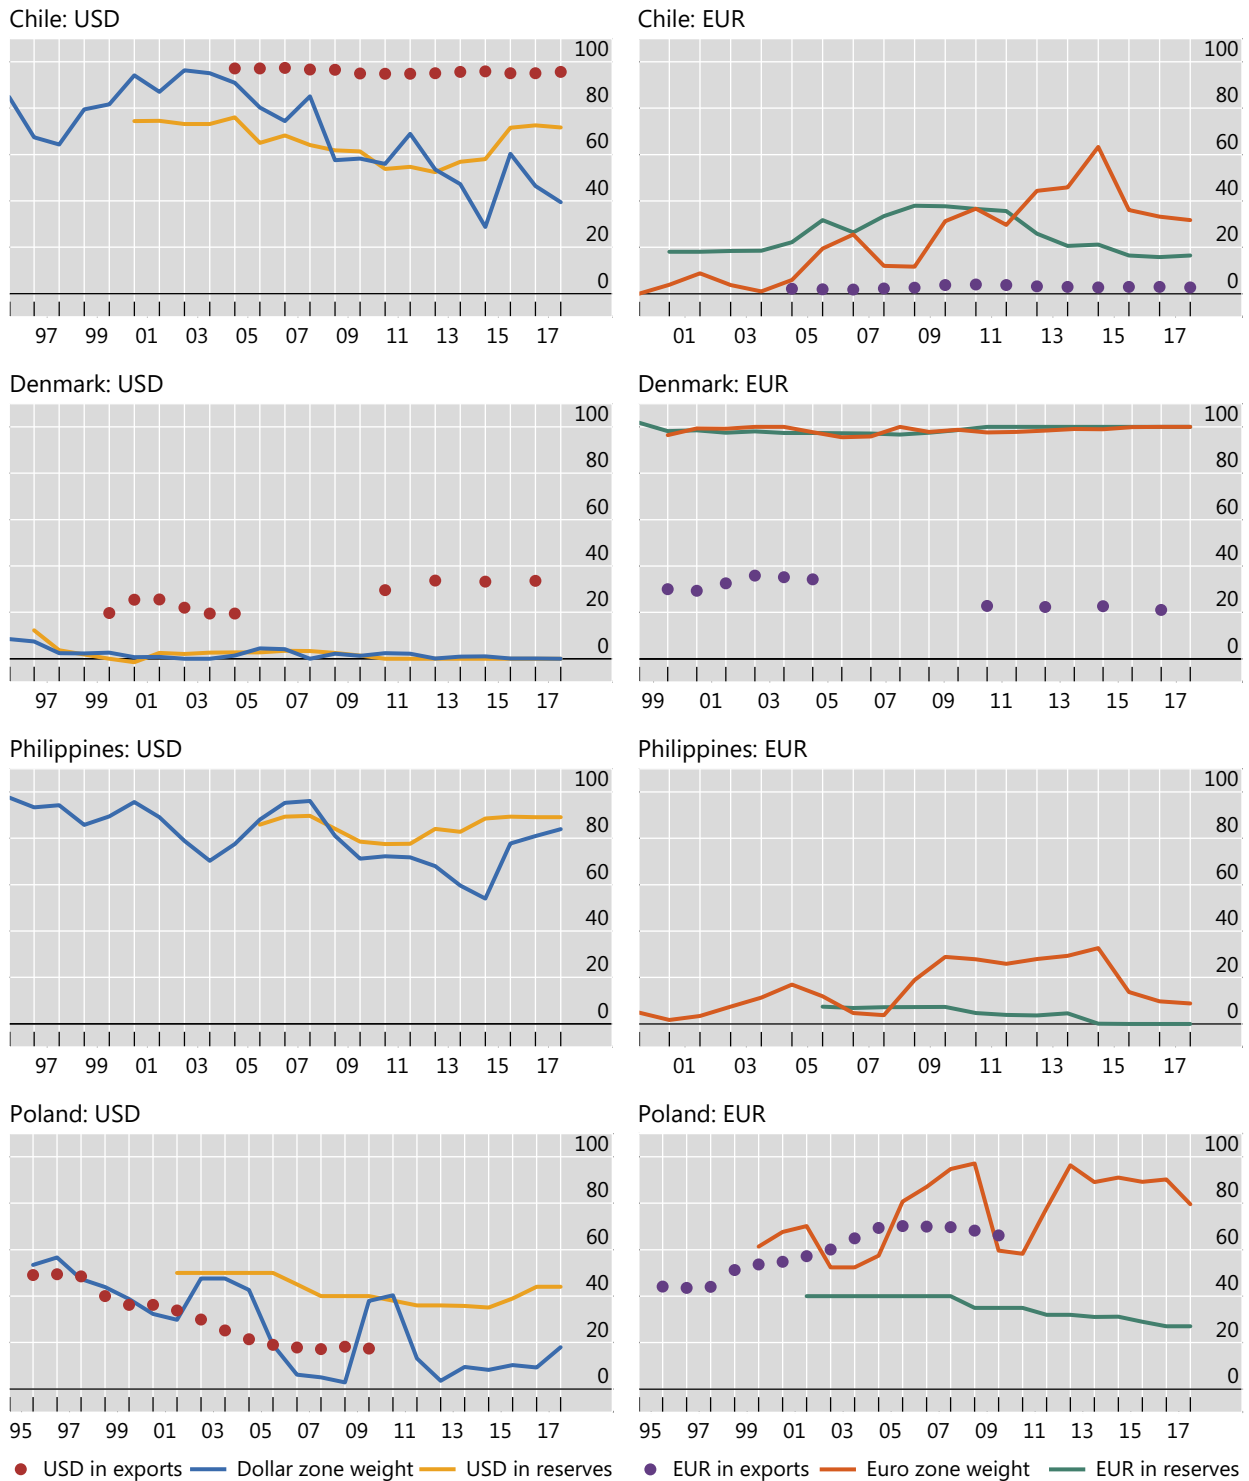 Chile: USD
100
80
60
40
20
0
97 99 01 03 05 07 09 11 13 15 17
Chile: EUR
100
80
60
40
20
0
01 03 05 07 09 11 13 15 17
Denmark: USD
100
80
60
40
20
0
97 99 01 03 05 07 09 11 13 15 17
Denmark: EUR
100
80
60
40
20
0
99 01 03 05 07 09 11 13 15 17
Philippines: USD
100
80
60
40
20
0
97 99 01 03 05 07 09 11 13 15 17
Philippines: EUR
100
80
60
40
20
0
01 03 05 07 09 11 13 15 17
Poland: USD
100
80
60
40
20
0
95 97 99 01 03 05 07 09 11 13 15 17
Poland: EUR
100
80
60
40
20
0
95 97 99 01 03 05 07 09 11 13 15 17
USD in exports Dollar zone weight USD in reserves
EUR in exports Euro zone weight EUR in reserves